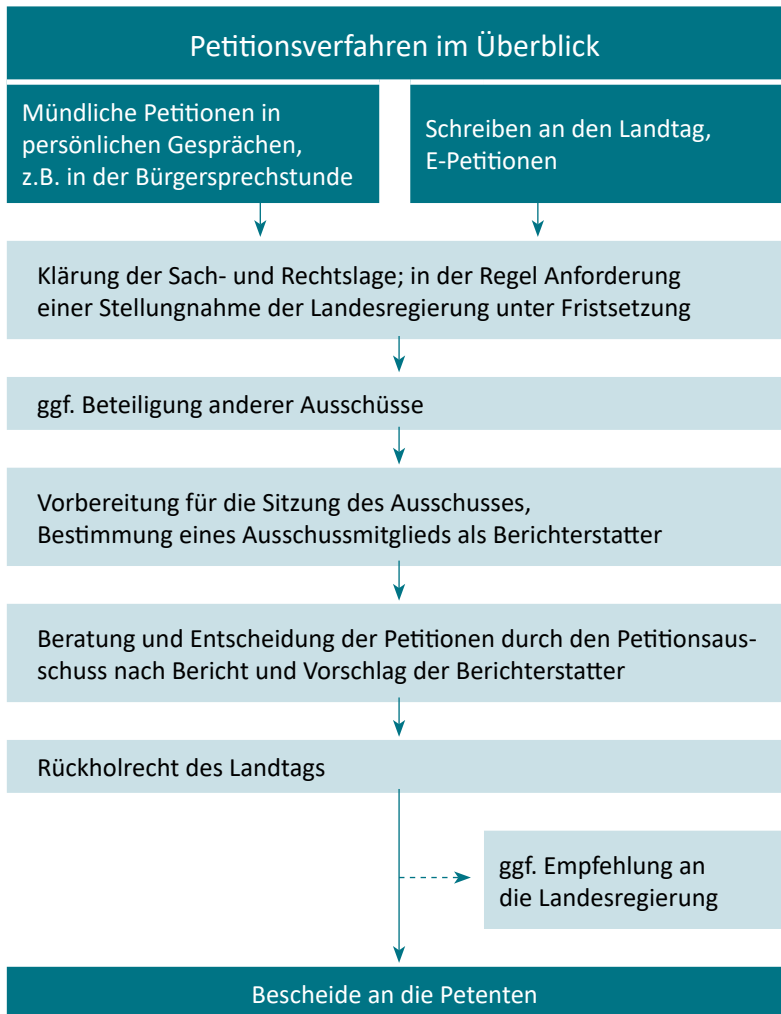 Petitionsverfahren im Überblick
Mündliche Petitionen in
persönlichen Gesprächen,
z.B. in der Bürgersprechstunde
Schreiben an den Landtag,
E-Petitionen
Klärung der Sach- und Rechtslage; in der Regel Anforderung
einer Stellungnahme der Landesregierung unter Fristsetzung
ggf. Beteiligung anderer Ausschüsse
Vorbereitung für die Sitzung des Ausschusses,
Bestimmung eines Ausschussmitglieds als Berichterstatter
Beratung und Entscheidung der Petitionen durch den Petitionsaus-
schuss nach Bericht und Vorschlag der Berichterstatter
Rückholrecht des Landtags
ggf. Empfehlung an
die Landesregierung
Bescheide an die Petenten